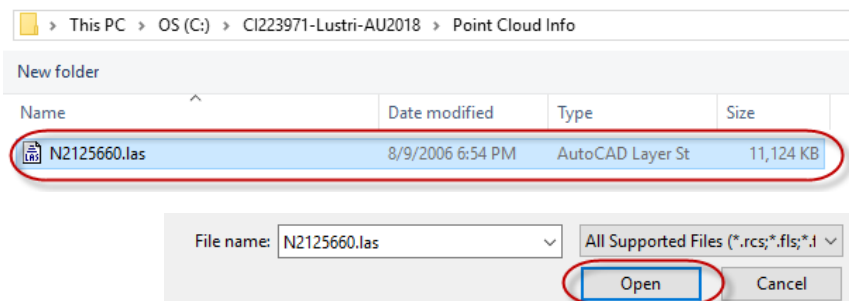 This PC > OS (C:) > CI223971-Lustri-AU2018 > Point Cloud Info
New folder
Name Date modified Type Size
LAS N2125660.las 8/9/2006 6:54 PM AutoCAD Layer St 11,124 KB
File name: N2125660.las All Supported Files (*.rcs;*.fls;*.f
Open Cancel